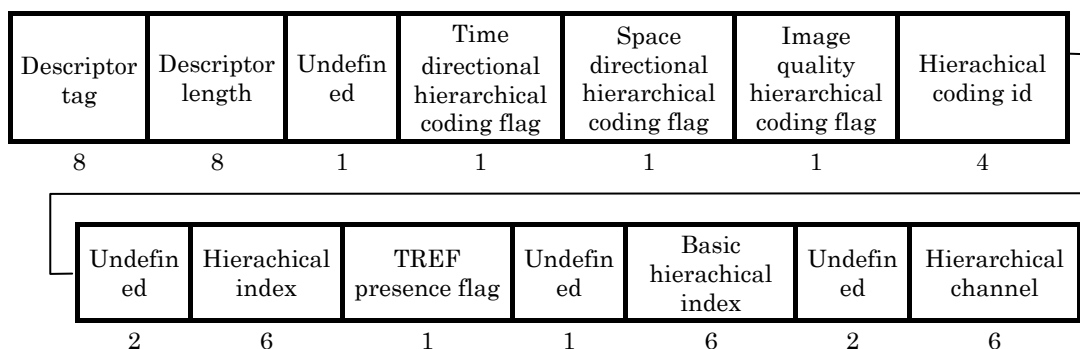 Descriptor
tag
Descriptor
length
Undefin
ed
Time
directional
hierarchical
coding flag
Space
directional
hierarchical
coding flag
Image
quality
hierarchical
coding flag
Hierachical
coding id
8 8 1 1 1 1 4
Undefin
ed
Hierachical
index
TREF
presence flag
Undefin
ed
Basic
hierachical
index
Undefin
ed
Hierarchical
channel
2 6 1 1 6 2 6